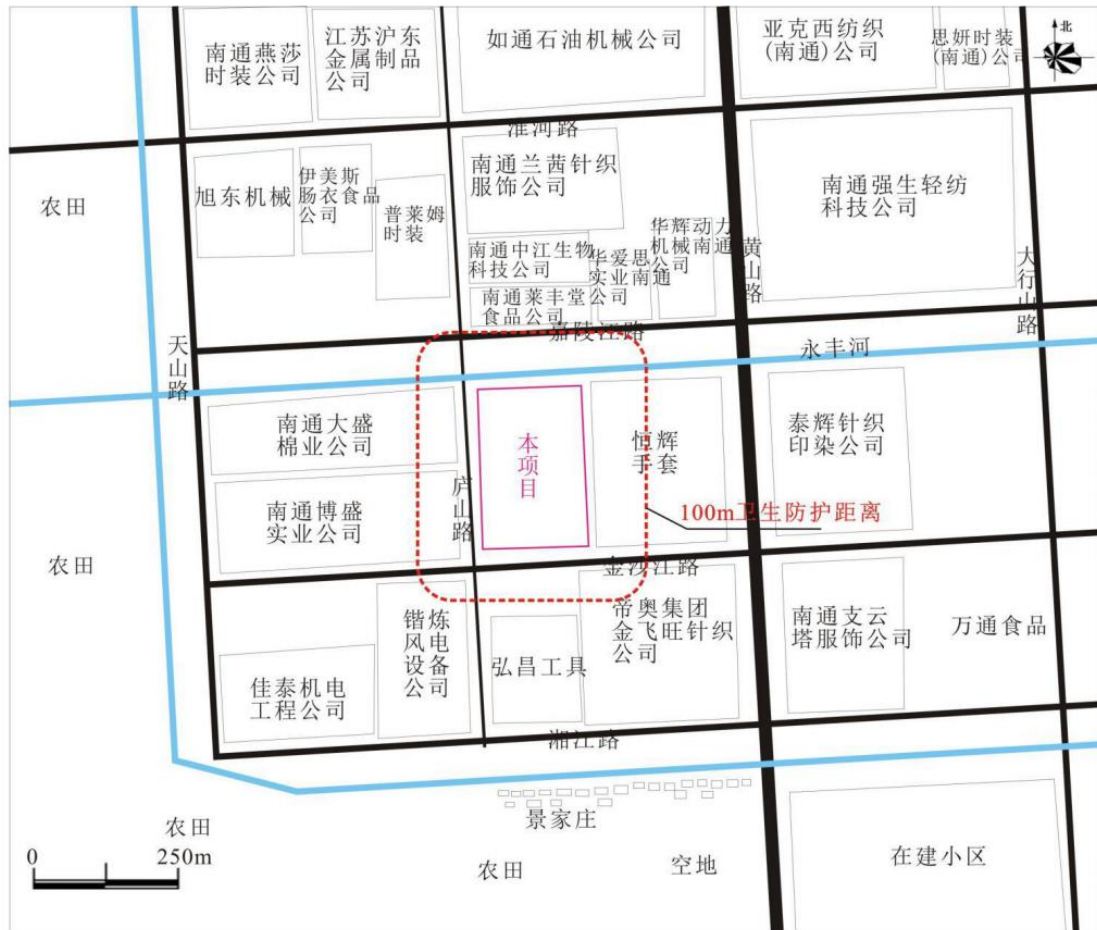 北
南通燕莎
时装公司
江苏沪东
金属制品
公司
如通石油机械公司
亚克西纺织
(南通)公司
思妍时装
(南通)公司
淮河路
农田
旭东机械
伊美斯
肠衣食品
公司
普莱姆
时装
南通兰茜针织
服饰公司
南通中江生物
科技公司
南通莱丰堂
食品公司
华爱思
实业南通
公司
华辉动力
机械南通
公司
黄山路
南通强生轻纺
科技公司
大行山路
嘉陵江路
永丰河
天山路
南通大盛
棉业公司
本项目
恒辉
手套
泰辉针织
印染公司
南通博盛
实业公司
庐山路
100m卫生防护距离
农田
金沙江路
锴炼
风电
设备
公司
帝奥集团
金飞旺针织
公司
南通支云
塔服饰公司
万通食品
佳泰机电
工程公司
弘昌工具
湘江路
景家庄
农田
0
250m
农田
空地
在建小区